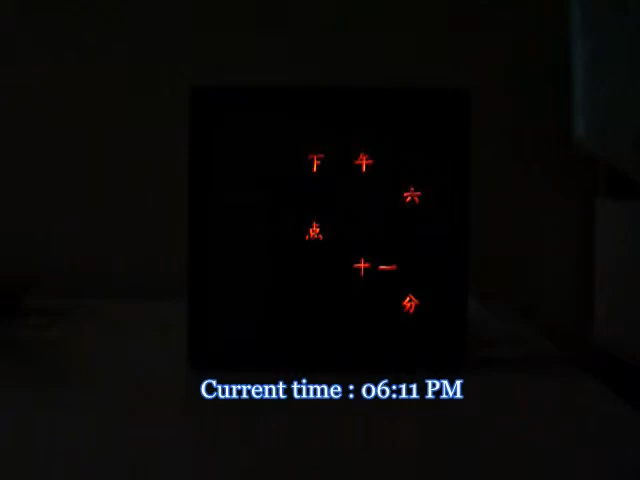 下午
六
点
十一
分
Current time : 06:11 PM